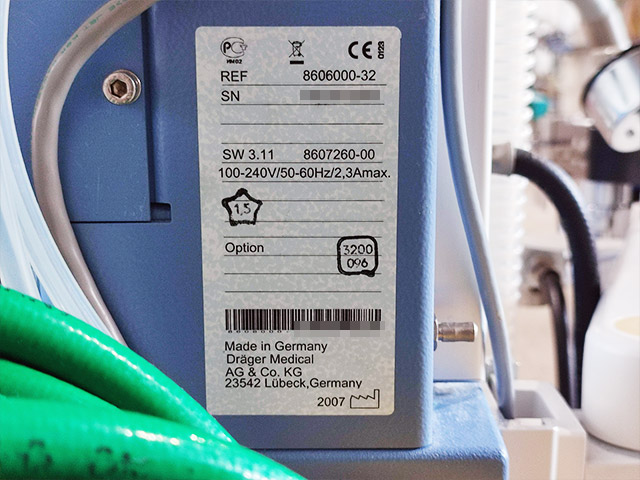 PC
ИМ02
CE 0123
REF 8606000-32
SN
SW 3.11 8607260-00
100-240V/50-60Hz/2,3Amax.
1,5
Option
3200
096
Made in Germany
Dräger Medical
AG & Co. KG
23542 Lübeck,Germany
2007